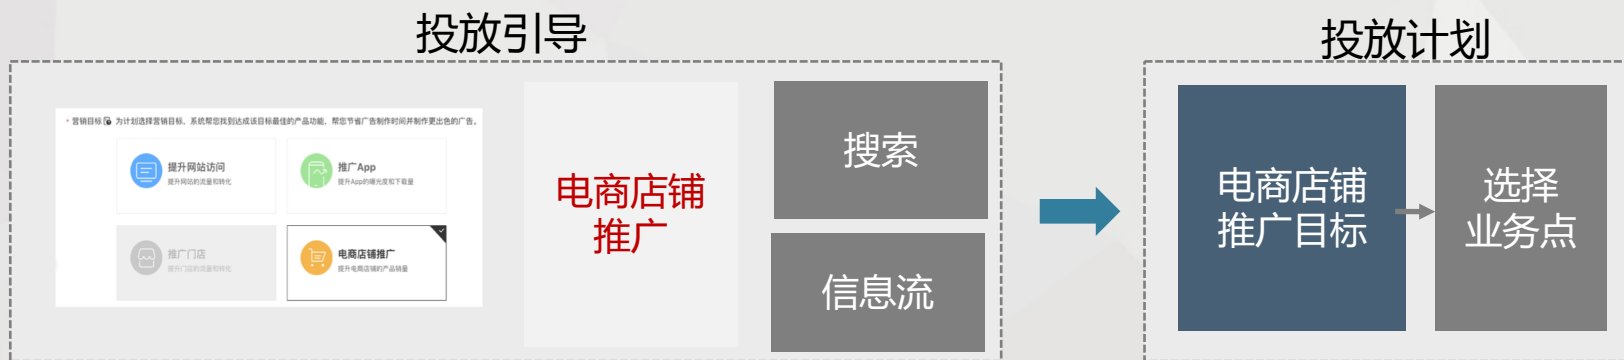 投放引导
投放计划
* 营销目标 为计划选择营销目标，系统帮您找到达成该目标最佳的产品功能，帮您节省广告制作时间并制作更出色的广告。
提升网站访问
提升网站的流量和转化
推广App
提升App的曝光度和下载量
推广门店
提升门店的流量和转化
电商店铺推广
提升电商店铺的产品销量
电商店铺
推广
搜索
信息流
电商店铺
推广目标
选择
业务点